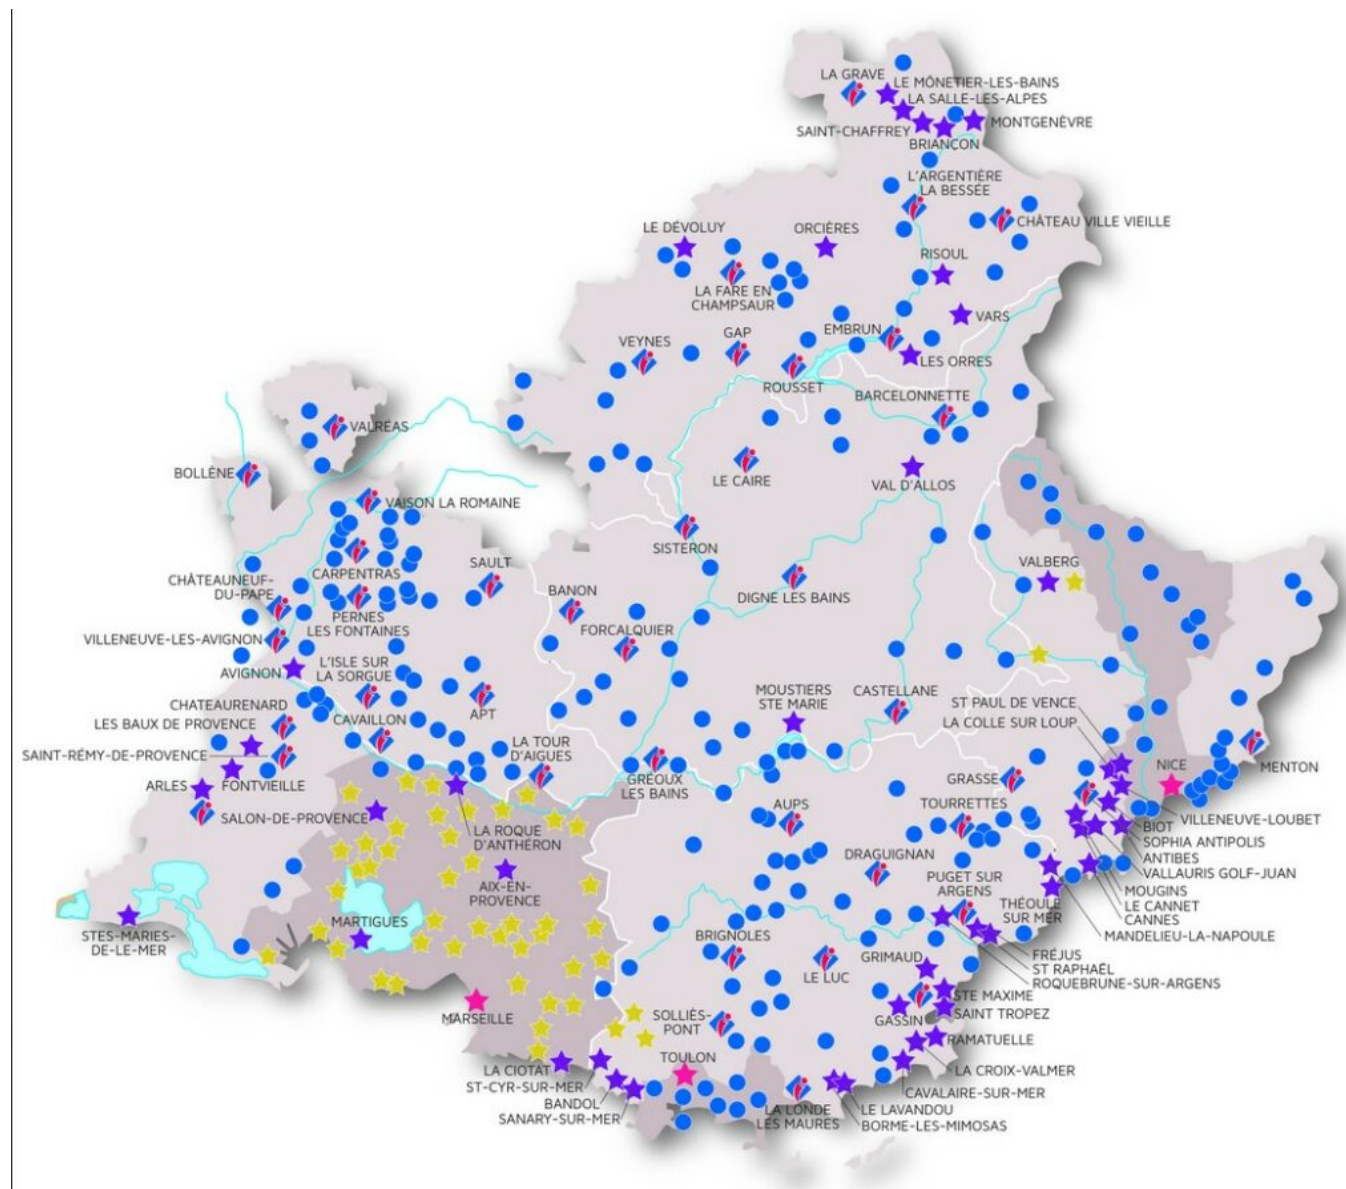 LA GRAVE
LE MÔNETIER-LES-BAINS
LA SALLE-LES-ALPES
SAINT-CHAFFREY
MONTGENÈVRE
BRIANÇON
L'ARGENTIÈRE
LA BESSÉE
CHÂTEAU VILLE VIEILLE
LE DÉVOLUY
ORCIÈRES
RISOUL
LA FARE EN
CHAMPSAUR
VARS
EMBRUN
GAP
VEYNES
LES ORRES
ROUSSET
BARCELONNETTE
VALRÉAS
BOLLÈNE
LE CAIRE
VAL D'ALLOS
VAISON LA ROMAINE
SISTERON
CARPENTRAS
SAULT
VALBERG
CHÂTEAUNEUF-
DU-PAPE
BANON
DIGNE LES BAINS
PERNES
LES FONTAINES
FORCALQUIER
VILLENEUVE-LES-AVIGNON
AVIGNON
L'ISLE SUR
LA SORGUE
MOUSTIERS
STE MARIE
CASTELLANE
ST PAUL DE VENCE
LA COLLE SUR LOUP
CHATEAURENARD
APT
LES BAUX DE PROVENCE
CAVAILLON
LA TOUR
D'AIGUES
SAINT-RÉMY-DE-PROVENCE
NICE
MENTON
GRÉOUX
LES BAINS
GRASSE
ARLES
FONTVIEILLE
AUPS
TOURRETTES
SALON-DE-PROVENCE
VILLENEUVE-LOUBET
BIOT
LA ROQUE
D'ANTHÉRON
SOPHIA ANTIPOLIS
ANTIBES
DRAGUIGNAN
VALLAURIS GOLF-JUAN
AIX-EN-
PROVENCE
PUGET SUR
ARGENS
MOUGINS
THÉOULE
SUR MER
LE CANNET
CANNES
MARTIGUES
STES-MARIES-
DE-LE-MER
MANDELIEU-LA-NAPOULE
BRIGNOLES
FRÉJUS
GRIMAUD
ST RAPHAËL
LE LUC
ROQUEBRUNE-SUR-ARGENS
STE MAXIME
MARSEILLE
SOLLIÈS-
PONT
GASSIN
SAINT TROPEZ
RAMATUELLE
TOULON
LA CIOTAT
LA CROIX-VALMER
ST-CYR-SUR-MER
CAVALAIRE-SUR-MER
BANDOL
LA LONDE
LES MAURES
LE LAVANDOU
SANARY-SUR-MER
BORME-LES-MIMOSAS